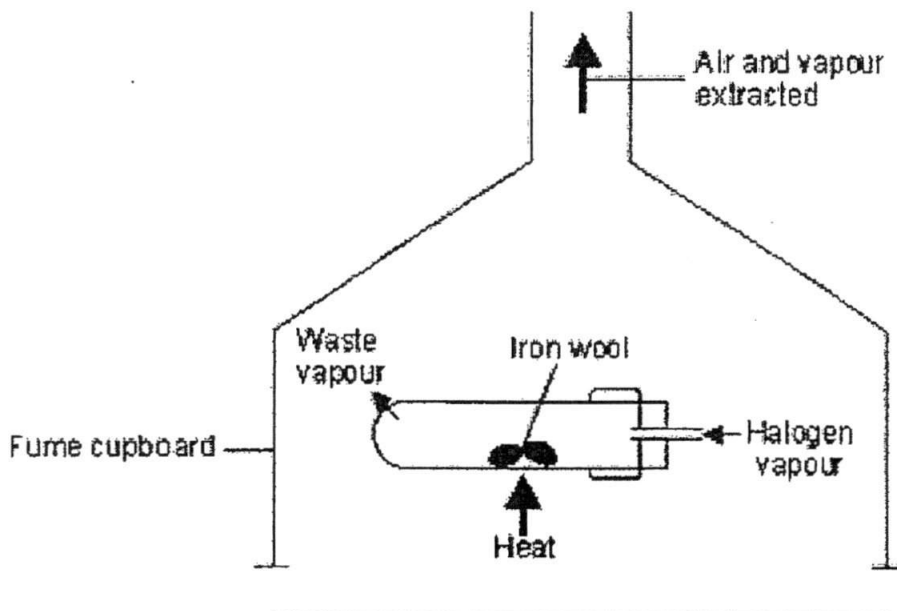 Air and vapour
extracted
Waste
vapour
Iron wool
Fume cupboard
Halogen
vapour
Heat